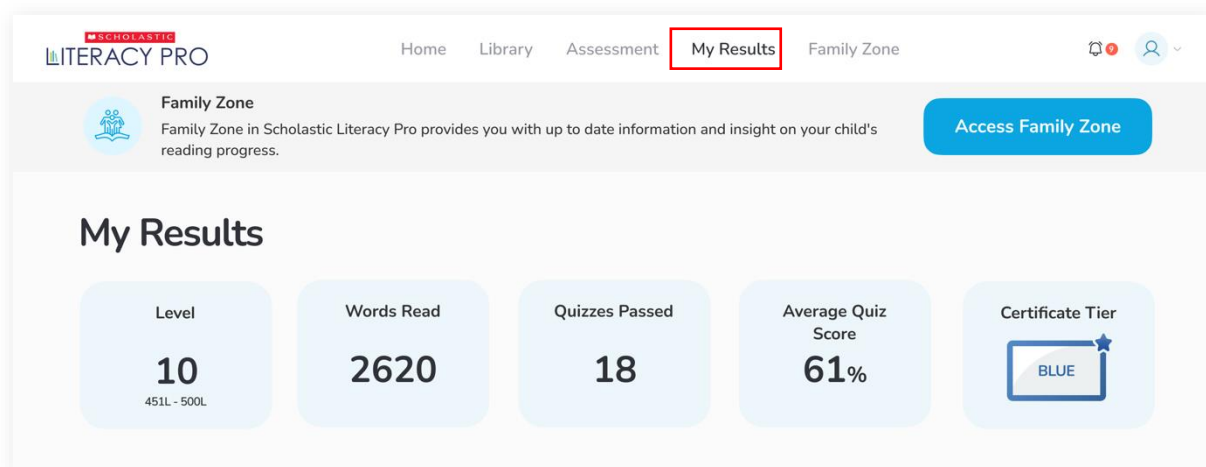 SCHOLASTIC
LITERACY PRO
Home Library Assessment My Results Family Zone
9
Family Zone
Family Zone in Scholastic Literacy Pro provides you with up to date information and insight on your child's
reading progress.
Access Family Zone
My Results
Level
10
451L - 500L
Words Read
2620
Quizzes Passed
18
Average Quiz
Score
61%
Certificate Tier
BLUE